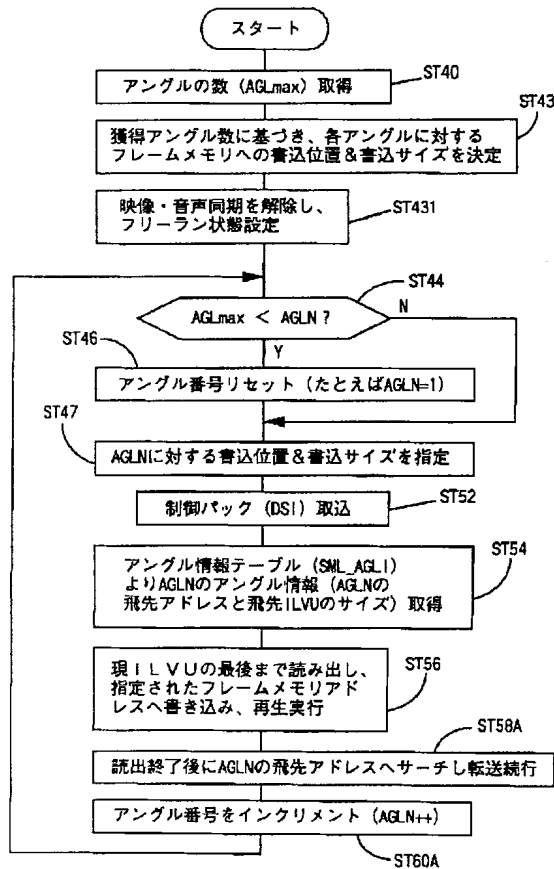 スタート
ST40
アングルの数 (AGLmax) 取得
ST43
獲得アングル数に基づき、各アングルに対する
フレームメモリへの書込位置&書込サイズを決定
映像・音声同期を解除し、
フリーラン状態設定
ST431
ST44
AGLmax < AGLN ?
N
Y
ST46
アングル番号リセット (たとえばAGLN=1)
ST47
AGLNに対する書込位置&書込サイズを指定
制御パック (DSI) 取込
ST52
アングル情報テーブル (SML_AGLI)
よりAGLNのアングル情報 (AGLNの
飛先アドレスと飛先ILVUのサイズ) 取得
ST54
現ILVUの最後まで読み出し、
指定されたフレームメモリアド
レスへ書き込み、再生実行
ST56
ST58A
読出終了後にAGLNの飛先アドレスへサーチし転送続行
アングル番号をインクリメント (AGLN++)
ST60A